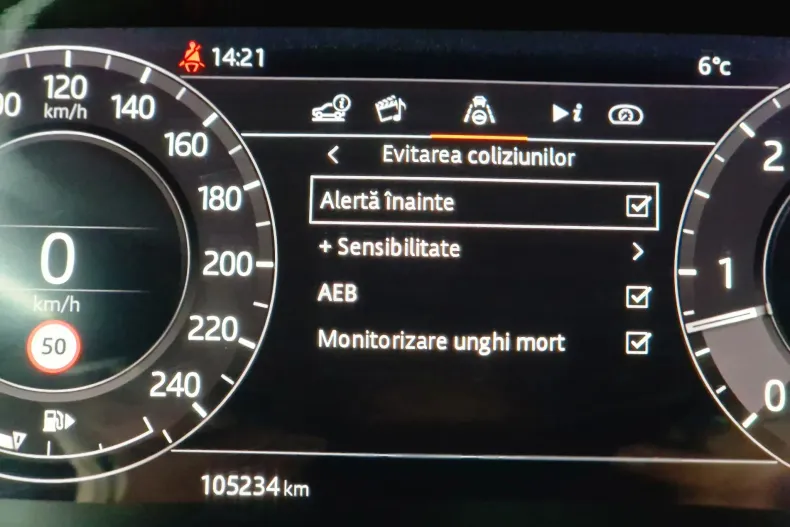 14:21
6°c
120
km/h
140
160
180
200
220
240
0
km/h
50
Evitarea coliziunilor
Alertă înainte
+ Sensibilitate
AEB
Monitorizare unghi mort
2
1
0
105234 km